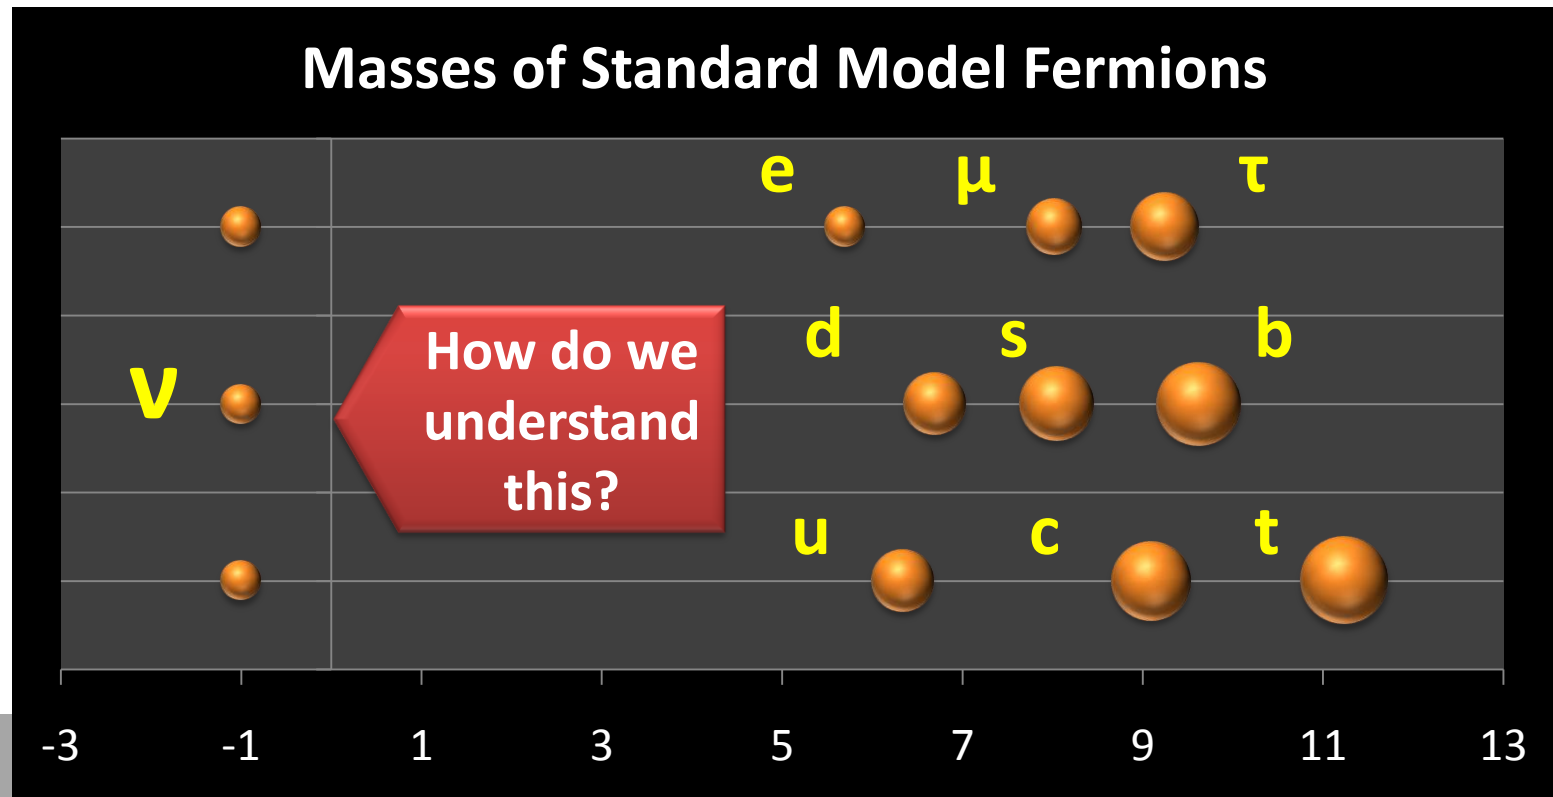 Masses of Standard Model Fermions
e μ τ
How do we
understand
this?
d s b
ν
u c t
-3 -1 1 3 5 7 9 11 13